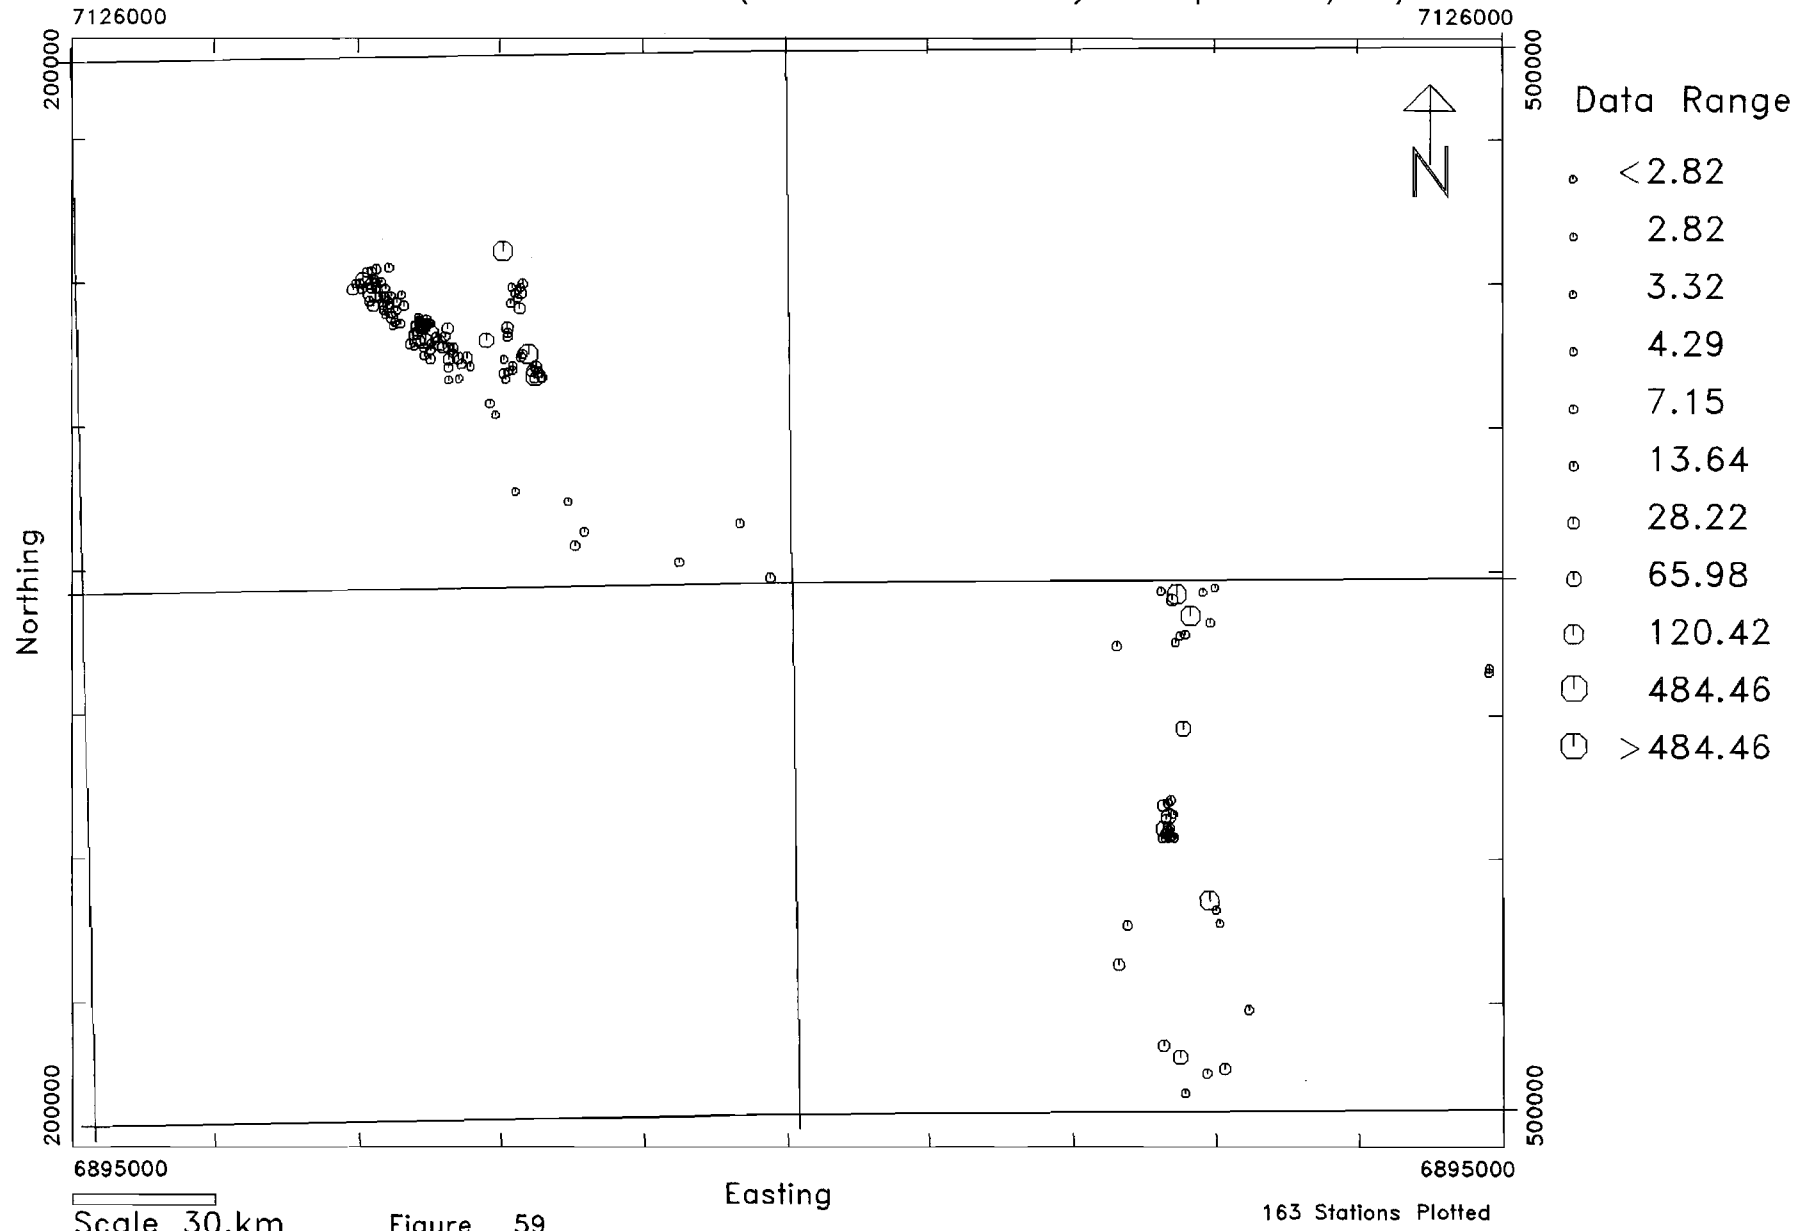 7126000
7126000
200000
500000
N
Data Range
<2.82
2.82
3.32
4.29
7.15
13.64
28.22
65.98
120.42
484.46
>484.46
Northing
200000
500000
6895000
6895000
Easting
Scale 30.km
Figure 59
163 Stations Plotted